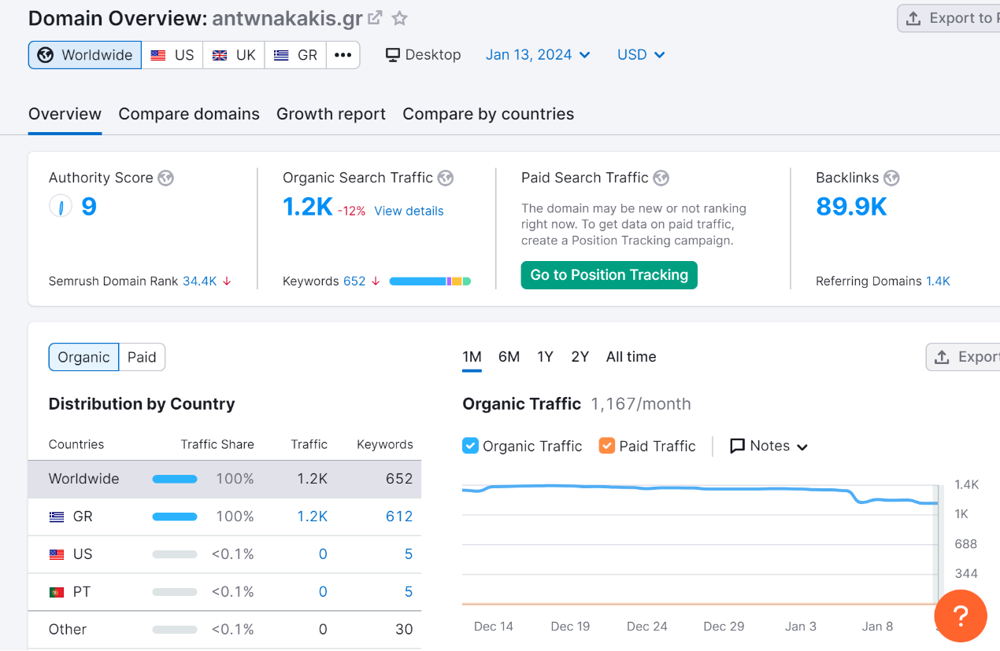 Domain Overview: antwnakakis.gr
Export to
Worldwide US UK GR ••• Desktop Jan 13, 2024 USD
Overview Compare domains Growth report Compare by countries
Authority Score
9
Semrush Domain Rank 34.4K ↓
Organic Search Traffic
1.2K -12% View details
Keywords 652 ↓
Paid Search Traffic
The domain may be new or not ranking
right now. To get data on paid traffic,
create a Position Tracking campaign.
Go to Position Tracking
Backlinks
89.9K
Referring Domains 1.4K
Organic Paid
Distribution by Country
Countries Traffic Share Traffic Keywords
Worldwide 100% 1.2K 652
GR 100% 1.2K 612
US <0.1% 0 5
PT <0.1% 0 5
Other <0.1% 0 30
1M 6M 1Y 2Y All time
Export
Organic Traffic 1,167/month
Organic Traffic Paid Traffic Notes
1.4K
1K
688
344
Dec 14 Dec 19 Dec 24 Dec 29 Jan 3 Jan 8
?